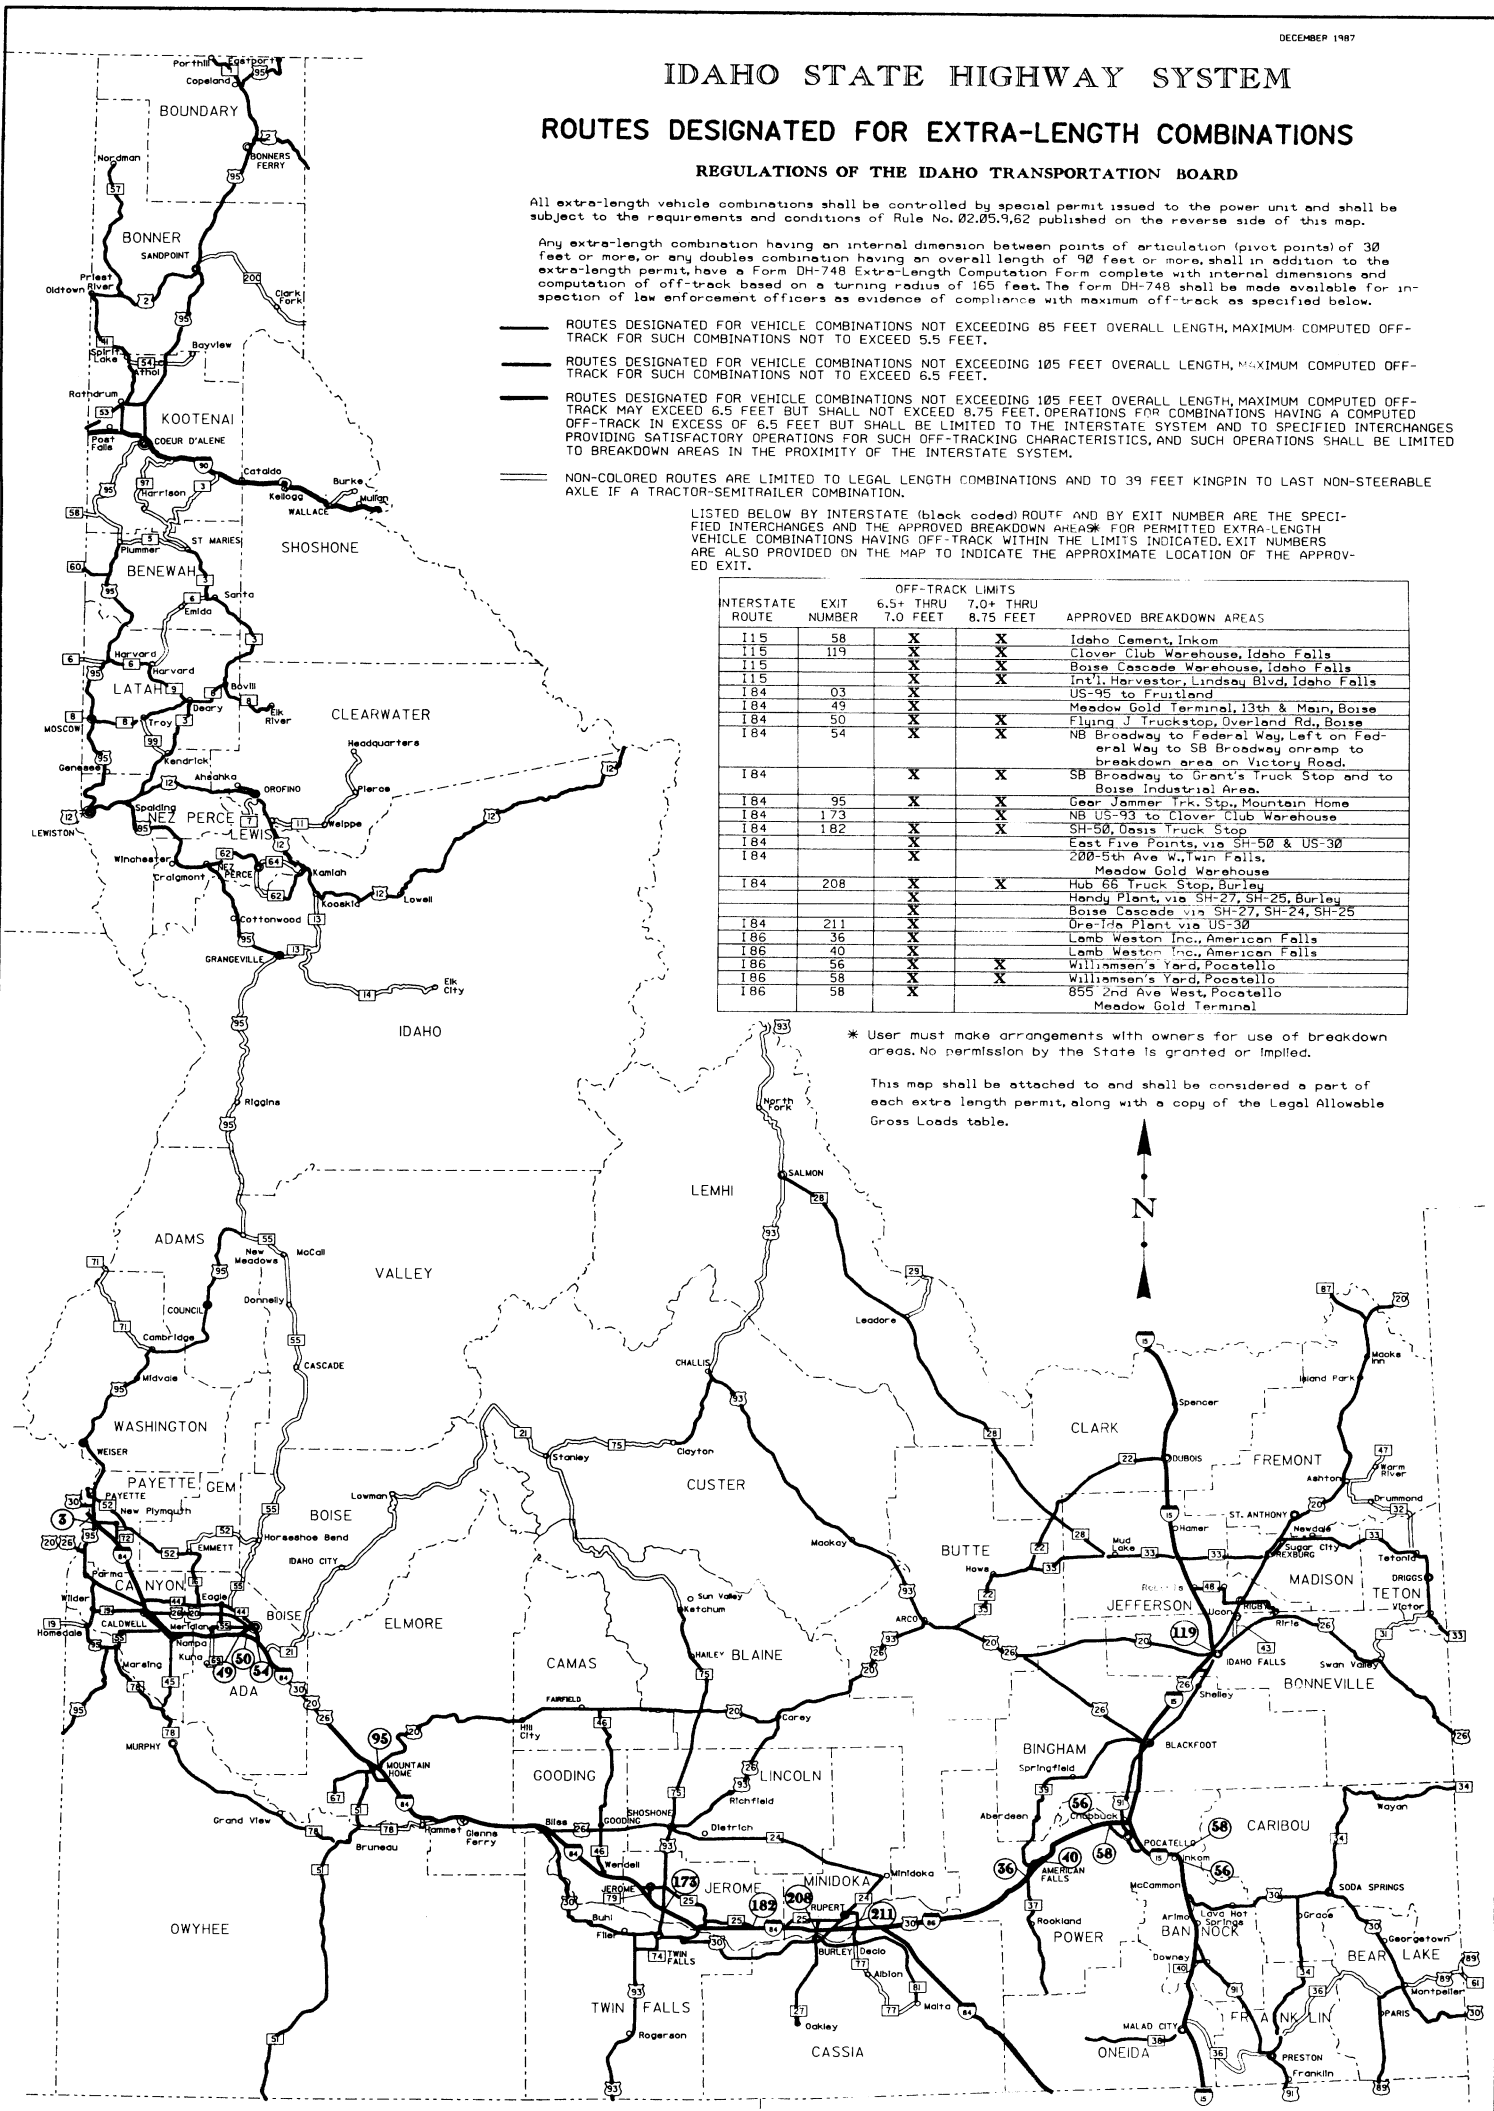 DECEMBER 1987
IDAHO STATE HIGHWAY SYSTEM
ROUTES DESIGNATED FOR EXTRA-LENGTH COMBINATIONS
REGULATIONS OF THE IDAHO TRANSPORTATION BOARD
All extra-length vehicle combinations shall be controlled by special permit issued to the power unit and shall be
subject to the requirements and conditions of Rule No. 02.05.9,62 published on the reverse side of this map.
Any extra-length combination having an internal dimension between points of articulation (pivot points) of 30
feet or more, or any doubles combination having an overall length of 90 feet or more, shall in addition to the
extra-length permit, have a Form DH-748 Extra-Length Computation Form complete with internal dimensions and
computation of off-track based on a turning radius of 165 feet. The form DH-748 shall be made available for in-
spection of law enforcement officers as evidence of compliance with maximum off-track as specified below.
ROUTES DESIGNATED FOR VEHICLE COMBINATIONS NOT EXCEEDING 85 FEET OVERALL LENGTH, MAXIMUM COMPUTED OFF-
TRACK FOR SUCH COMBINATIONS NOT TO EXCEED 5.5 FEET.
ROUTES DESIGNATED FOR VEHICLE COMBINATIONS NOT EXCEEDING 105 FEET OVERALL LENGTH, MAXIMUM COMPUTED OFF-
TRACK FOR SUCH COMBINATIONS NOT TO EXCEED 6.5 FEET.
ROUTES DESIGNATED FOR VEHICLE COMBINATIONS NOT EXCEEDING 105 FEET OVERALL LENGTH, MAXIMUM COMPUTED OFF-
TRACK MAY EXCEED 6.5 FEET BUT SHALL NOT EXCEED 8.75 FEET. OPERATIONS FOR COMBINATIONS HAVING A COMPUTED
OFF-TRACK IN EXCESS OF 6.5 FEET BUT SHALL BE LIMITED TO THE INTERSTATE SYSTEM AND TO SPECIFIED INTERCHANGES
PROVIDING SATISFACTORY OPERATIONS FOR SUCH OFF-TRACKING CHARACTERISTICS, AND SUCH OPERATIONS SHALL BE LIMITED
TO BREAKDOWN AREAS IN THE PROXIMITY OF THE INTERSTATE SYSTEM.
NON-COLORED ROUTES ARE LIMITED TO LEGAL LENGTH COMBINATIONS AND TO 39 FEET KINGPIN TO LAST NON-STEERABLE
AXLE IF A TRACTOR-SEMITRAILER COMBINATION.
LISTED BELOW BY INTERSTATE (black coded) ROUTE AND BY EXIT NUMBER ARE THE SPECI-
FIED INTERCHANGES AND THE APPROVED BREAKDOWN AREAS* FOR PERMITTED EXTRA-LENGTH
VEHICLE COMBINATIONS HAVING OFF-TRACK WITHIN THE LIMITS INDICATED. EXIT NUMBERS
ARE ALSO PROVIDED ON THE MAP TO INDICATE THE APPROXIMATE LOCATION OF THE APPROV-
ED EXIT.
OFF-TRACK LIMITS
INTERSTATE EXIT 6.5+ THRU 7.0+ THRU
ROUTE NUMBER 7.0 FEET 8.75 FEET APPROVED BREAKDOWN AREAS
I15 58 X X Idaho Cement, Inkom
I15 119 X X Clover Club Warehouse, Idaho Falls
I15 X X Boise Cascade Warehouse, Idaho Falls
I15 X X Int'l. Harvestor, Lindsay Blvd, Idaho Falls
I84 03 X US-95 to Fruitland
I84 49 X Meadow Gold Terminal, 13th & Main, Boise
I84 50 X X Flying J Truckstop, Overland Rd., Boise
I84 54 X X NB Broadway to Federal Way, Left on Fed-
eral Way to SB Broadway onramp to
breakdown area on Victory Road.
I84 X X SB Broadway to Grant's Truck Stop and to
Boise Industrial Area.
I84 95 X X Gear Jammer Trk. Stp., Mountain Home
I84 173 X NB US-93 to Clover Club Warehouse
I84 182 X X SH-50, Oasis Truck Stop
I84 X East Five Points, via SH-50 & US-30
I84 X 200-5th Ave W., Twin Falls,
Meadow Gold Warehouse
I84 208 X X Hub 66 Truck Stop, Burley
X Handy Plant, via SH-27, SH-25, Burley
X Boise Cascade via SH-27, SH-24, SH-25
I84 211 X Ore-Ida Plant via US-30
I86 36 X Lamb Weston Inc., American Falls
I86 40 X Lamb Weston Inc., American Falls
I86 56 X X Williamsen's Yard, Pocatello
I86 58 X X Williamsen's Yard, Pocatello
I86 58 X 855 2nd Ave West, Pocatello
Meadow Gold Terminal
* User must make arrangements with owners for use of breakdown
areas. No permission by the State is granted or implied.
This map shall be attached to and shall be considered a part of
each extra length permit, along with a copy of the Legal Allowable
Gross Loads table.
N
Porthill Eastport
Copeland
BOUNDARY
BONNERS
FERRY
Nordman
BONNER
SANDPOINT
Priest
River
Oldtown
Clark
Fork
Spirit
Lake
Bayview
Athol
Rathdrum
KOOTENAI
Post
Falls
COEUR D'ALENE
Cataldo
Kellogg
Burke
Mullan
WALLACE
Harrison
ST MARIES
SHOSHONE
Plummer
BENEWAH
Santa
Emida
Harvard
Harvard
LATAH
Bovill
Deary
Elk
River
MOSCOW
Troy
CLEARWATER
Kendrick
Genesee
Headquarters
Ahsahka
OROFINO
Pierce
Spalding
NEZ PERCE
LEWISTON
LEWIS
Weippe
Winchester
Craigmont
NEZ
PERCE
Kamiah
Kooskia
Lowell
Cottonwood
GRANGEVILLE
Elk
City
IDAHO
Riggins
North
Fork
SALMON
LEMHI
ADAMS
New
Meadows
McCall
VALLEY
COUNCIL
Donnelly
Cambridge
CASCADE
Midvale
WASHINGTON
WEISER
Leadore
CHALLIS
Clayton
Stanley
CUSTER
Macks
Inn
Island Park
Spencer
CLARK
DUBOIS
FREMONT
Warm
River
Ashton
Drummond
PAYETTE GEM
PAYETTE
New Plymouth
BOISE
Lowman
Horseshoe Bend
EMMETT
IDAHO CITY
Mackay
BUTTE
Howe
Mud
Lake
Hamer
ST. ANTHONY
Newdale
Sugar City
REXBURG
Tetonia
MADISON
DRIGGS
TETON
Victor
Parma
CANYON
Wilder
Eagle
BOISE
CALDWELL
Meridian
Homedale
Nampa
Kuna
Marsing
ADA
ELMORE
Sun Valley
Ketchum
HAILEY
BLAINE
CAMAS
ARCO
JEFFERSON
RIGBY
Ucon
Ririe
IDAHO FALLS
Swan Valley
BONNEVILLE
Shelley
MURPHY
FAIRFIELD
Hill
City
Carey
BLACKFOOT
BINGHAM
Springfield
MOUNTAIN
HOME
GOODING
LINCOLN
Richfield
Grand View
Bruneau
Hammet
Glenns
Ferry
Bliss
GOODING
SHOSHONE
Dietrich
Aberdeen
Chubbuck
POCATELLO
Inkom
CARIBOU
Wayan
Wendell
JEROME
JEROME
MINIDOKA
Minidoka
RUPERT
AMERICAN
FALLS
McCammon
SODA SPRINGS
Buhl
Filer
TWIN
FALLS
BURLEY
Declo
Albion
Malta
Rockland
POWER
Arimo
Lava Hot
Springs
BANNOCK
Grace
Georgetown
BEAR LAKE
Downey
Montpelier
OWYHEE
TWIN FALLS
Rogerson
Oakley
CASSIA
MALAD CITY
ONEIDA
FRANKLIN
PARIS
PRESTON
Franklin
3
49
50
54
95
173
182
208
211
36
40
56
58
58
56
119